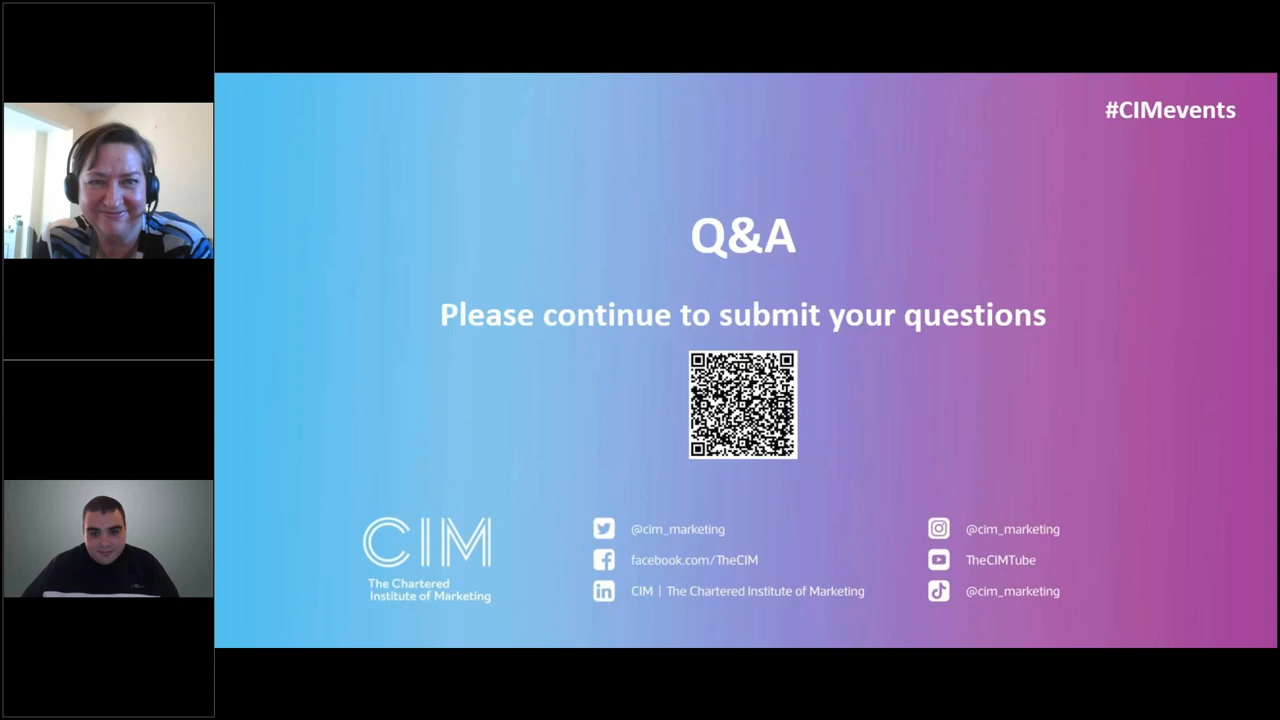 #CIMevents
Q&A
Please continue to submit your questions
CIM
The Chartered
Institute of Marketing
@cim_marketing
facebook.com/TheCIM
CIM | The Chartered Institute of Marketing
@cim_marketing
TheCIMTube
@cim_marketing